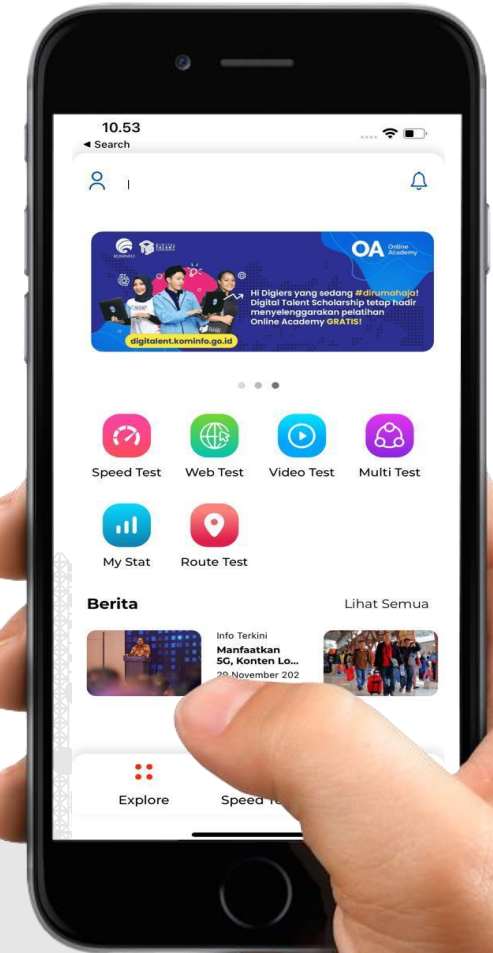 10.53
◄ Search
KOMINFO
OA Online
Academy
Hi Digiers yang sedang #dirumahaja!
Digital Talent Scholarship tetap hadir
menyelenggarakan pelatihan
Online Academy GRATIS!
digitalent.kominfo.go.id
Speed Test
Web Test
Video Test
Multi Test
My Stat
Route Test
Berita
Lihat Semua
Info Terkini
Manfaatkan
5G, Konten Lo...
November 202
Explore
Speed